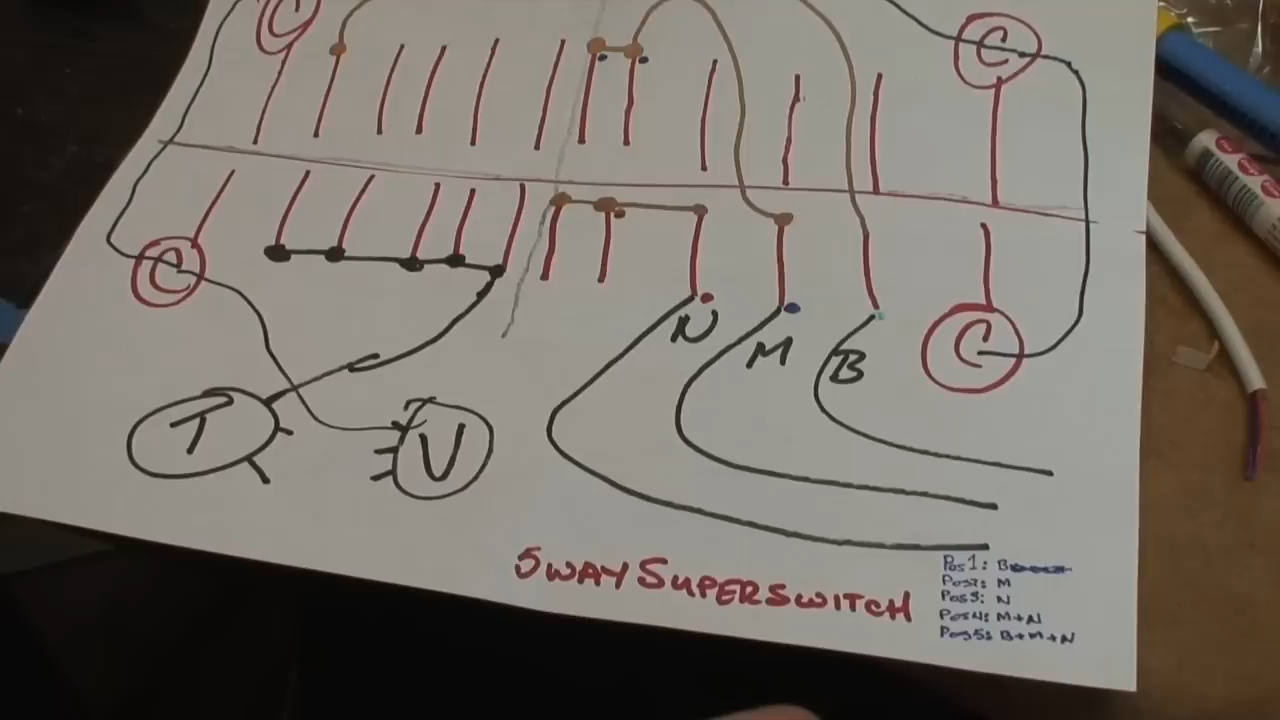 C
C
C
C
N
M
B
T
V
5WAY SUPERSWITCH
Pos1: B
Pos2: M
Pos3: N
Pos4: M+N
Pos5: B+M+N